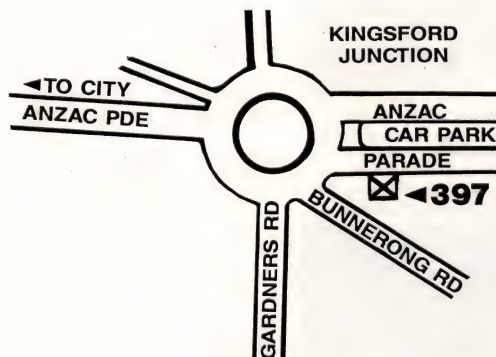 KINGSFORD
JUNCTION
◄TO CITY
ANZAC PDE
ANZAC
CAR PARK
PARADE
◄397
BUNNERONG RD
GARDNERS RD